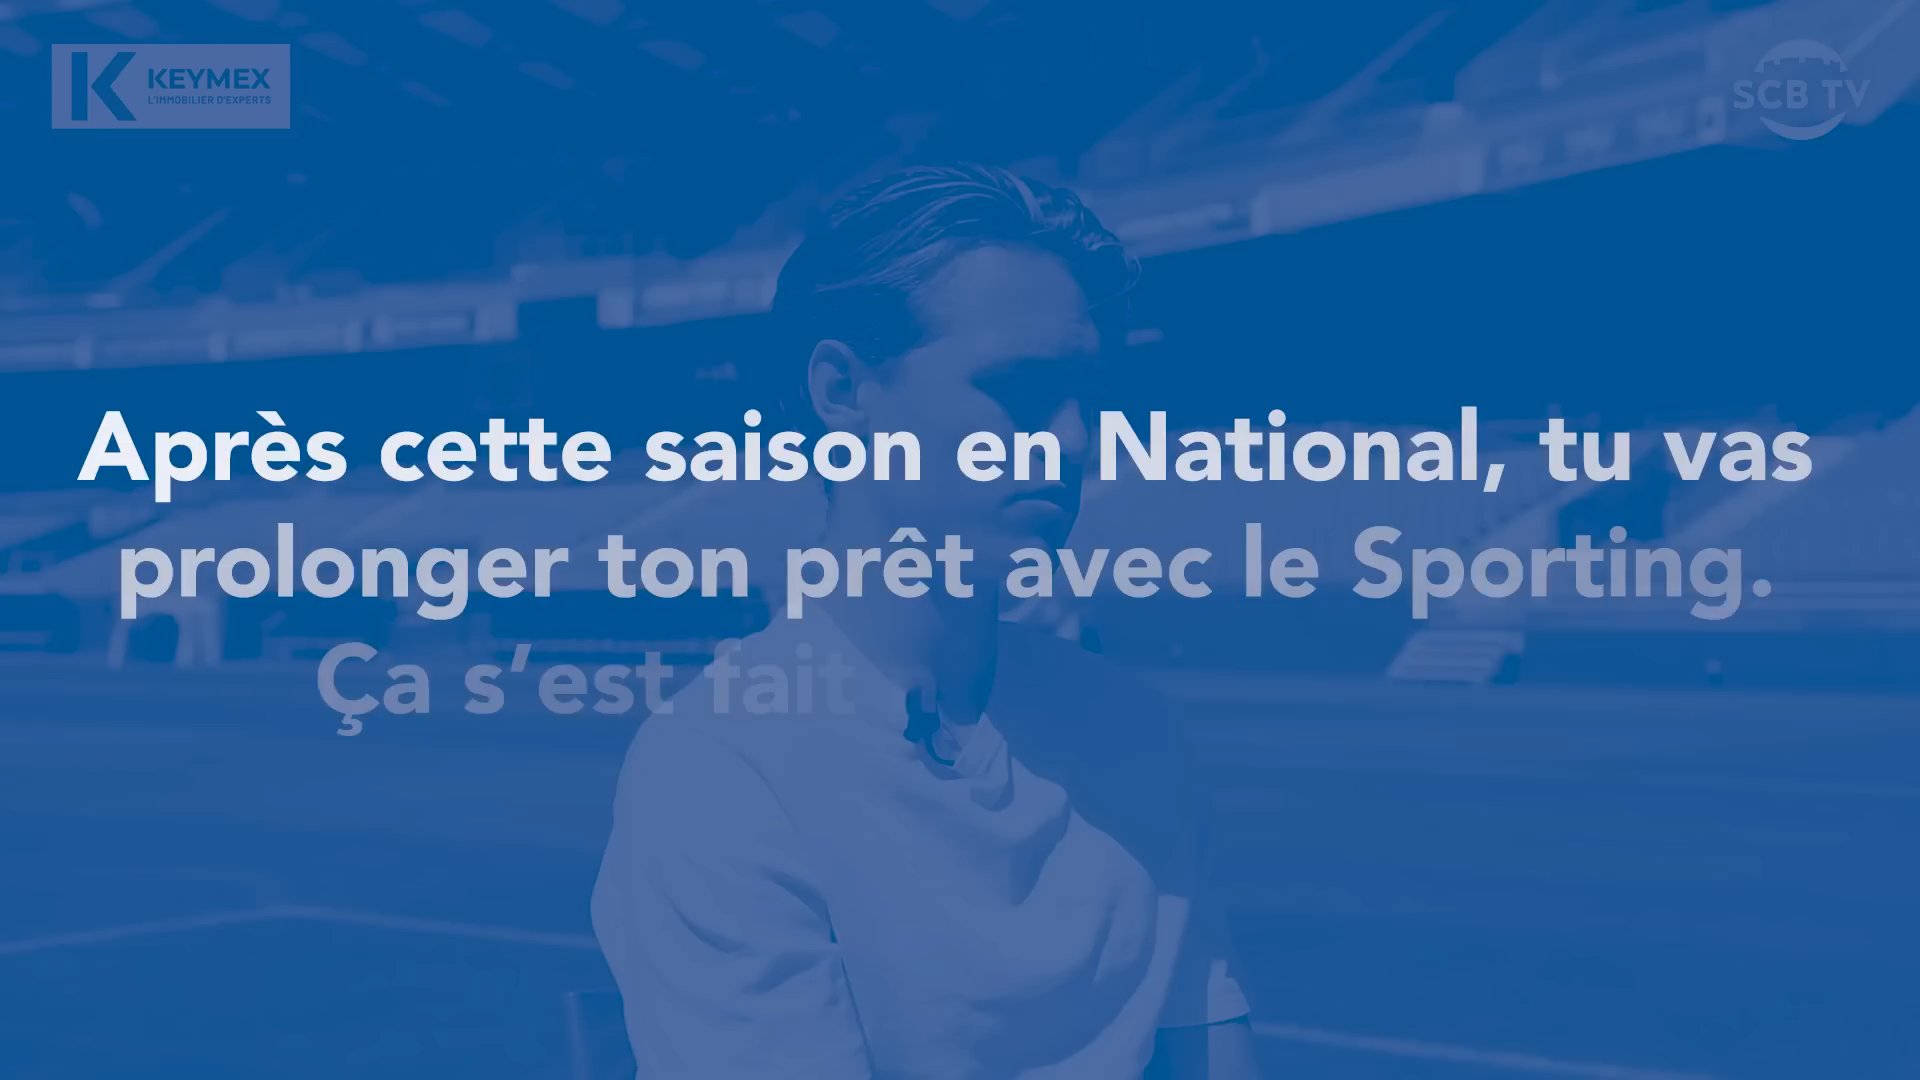 KEYMEX
L'IMMOBILIER D'EXPERTS
SCB TV
Après cette saison en National, tu vas
prolonger ton prêt avec le Sporting.
Ça s’est fait